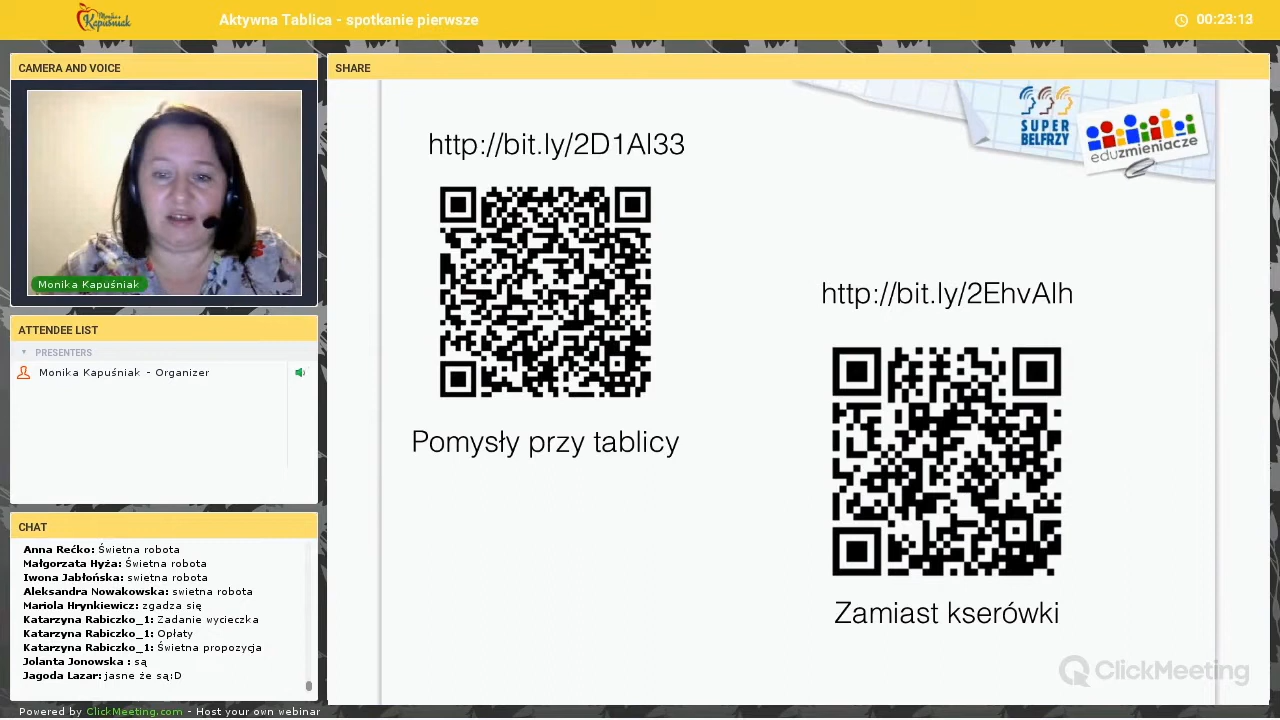 Monika Kapuśniak
Aktywna Tablica - spotkanie pierwsze
00:23:13
CAMERA AND VOICE
Monika Kapuśniak
ATTENDEE LIST
PRESENTERS
Monika Kapuśniak - Organizer
CHAT
Anna Rećko: Świetna robota
Małgorzata Hyża: Świetna robota
Iwona Jabłońska: swietna robota
Aleksandra Nowakowska: swietna robota
Mariola Hrynkiewicz: zgadza się
Katarzyna Rabiczko_1: Zadanie wycieczka
Katarzyna Rabiczko_1: Opłaty
Katarzyna Rabiczko_1: Świetna propozycja
Jolanta Jonowska : są
Jagoda Lazar: jasne że są:D
Powered by ClickMeeting.com - Host your own webinar
SHARE
SUPER
BELFRZY
eduzmieniacze
http://bit.ly/2D1Al33
Pomysły przy tablicy
http://bit.ly/2EhvAlh
Zamiast kserówki
ClickMeeting